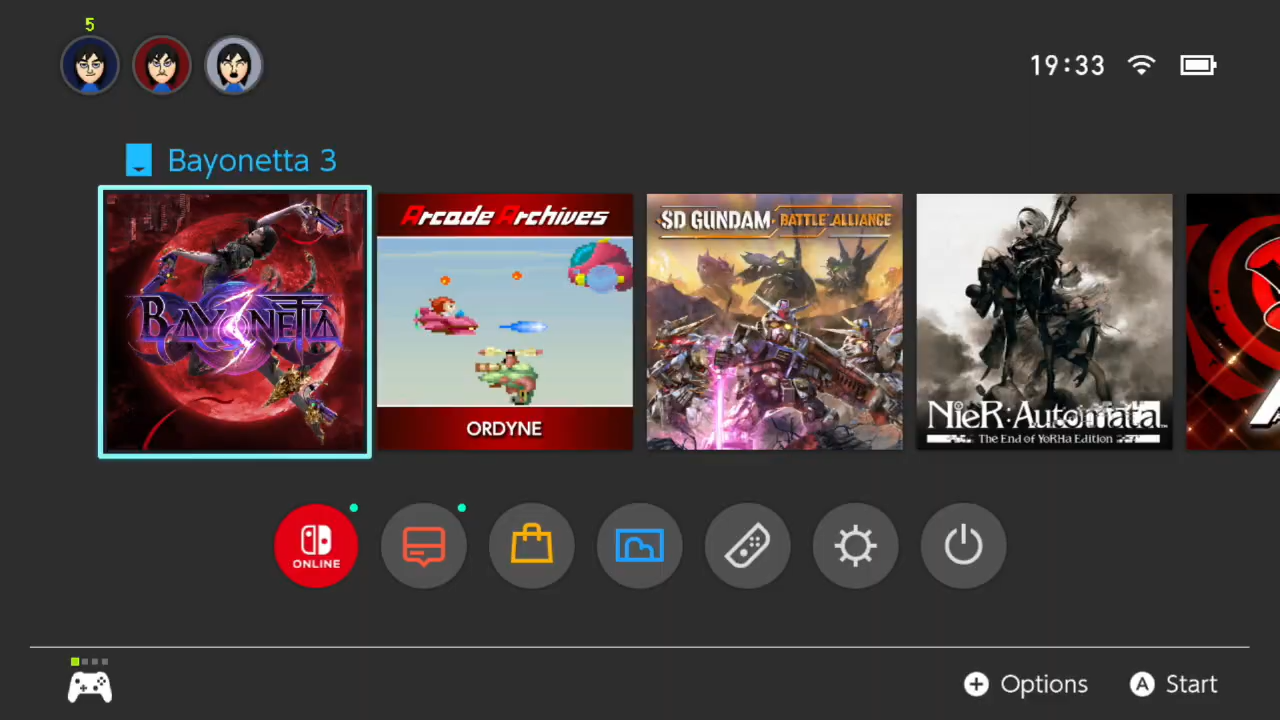 5
19:33
Bayonetta 3
BAYONETTA
Arcade Archives
ORDYNE
SD GUNDAM BATTLE ALLIANCE
NieR:Automata™
The End of YoRHa Edition
ONLINE
+ Options
A Start